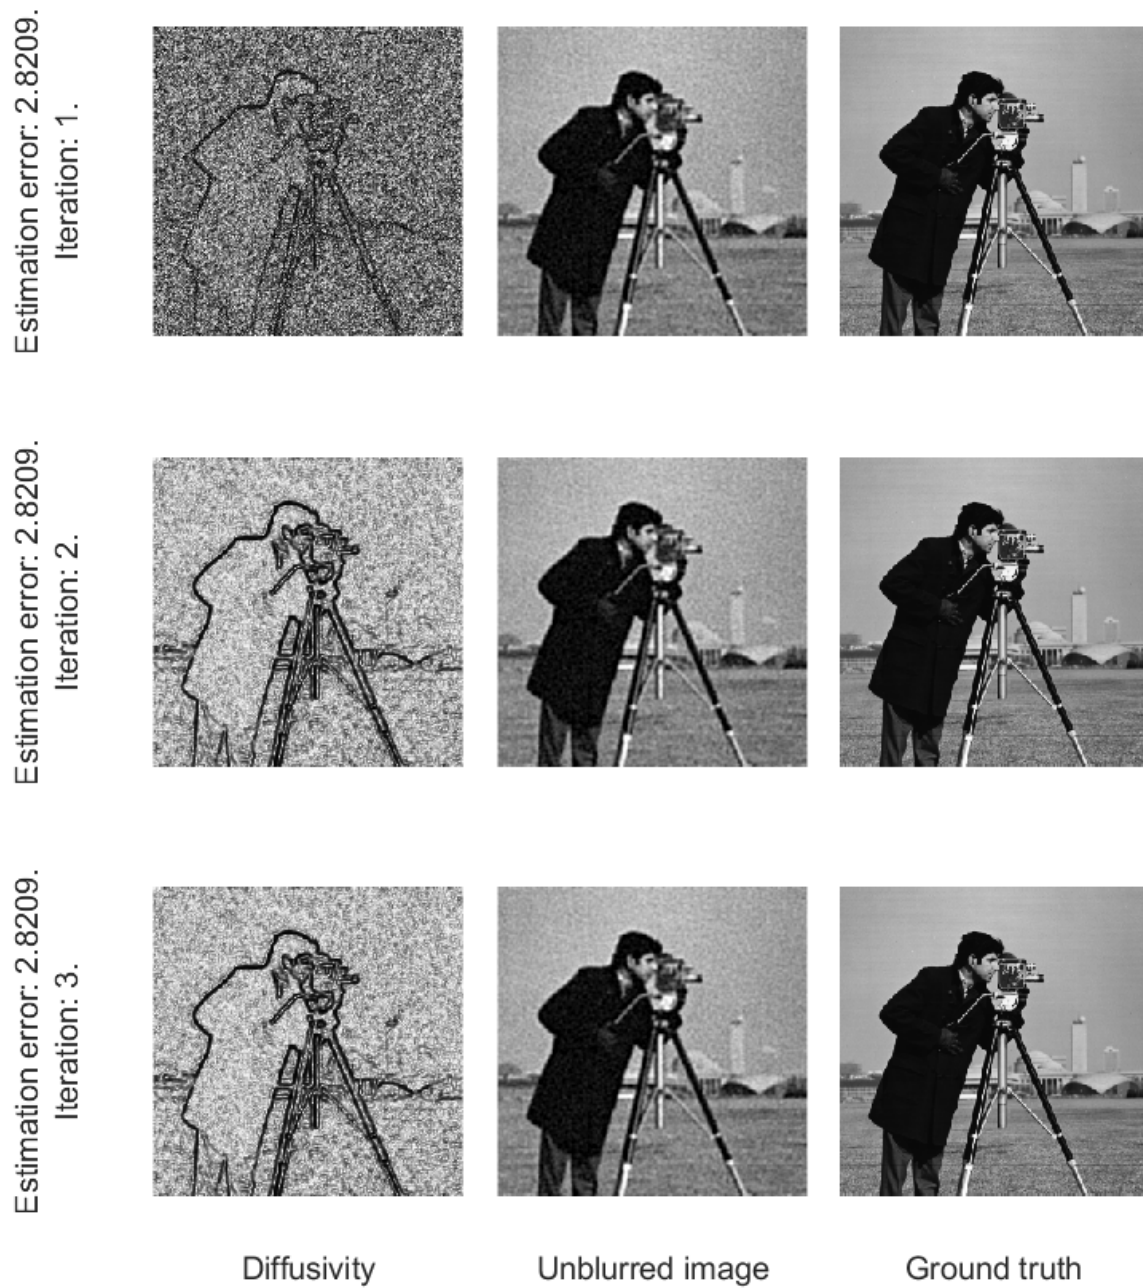 Estimation error: 2.8209.
Iteration: 1.
Estimation error: 2.8209.
Iteration: 2.
Estimation error: 2.8209.
Iteration: 3.
Diffusivity
Unblurred image
Ground truth